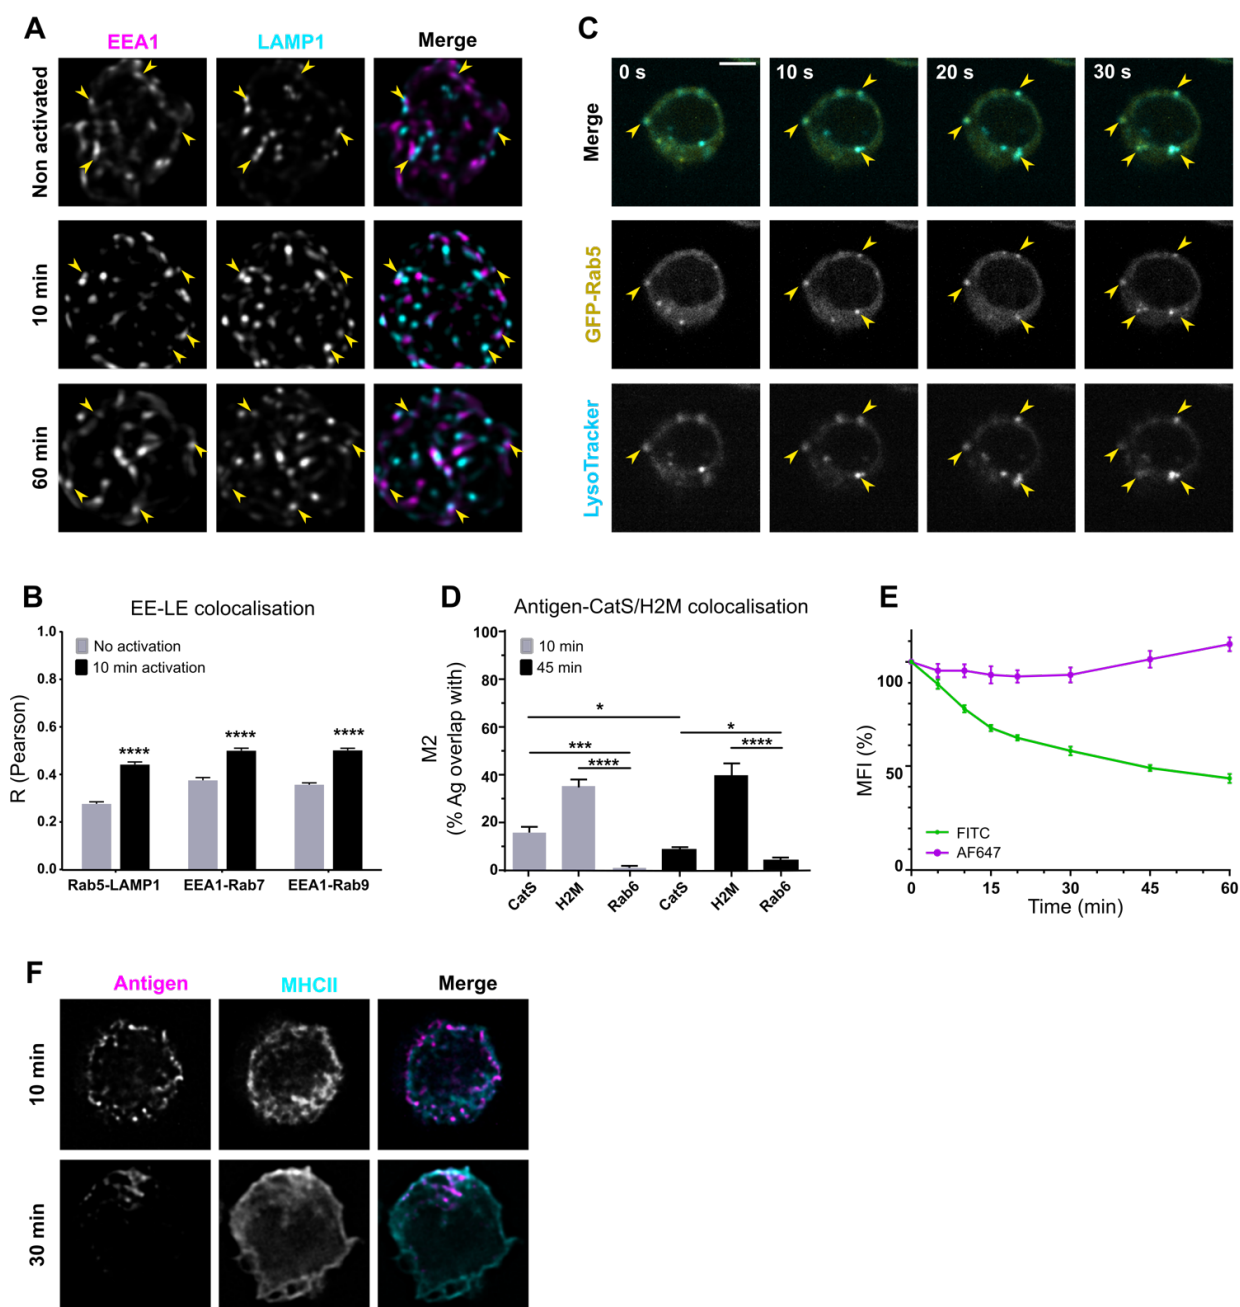 A
EEA1 LAMP1 Merge
Non activated
10 min
60 min
C
0 s 10 s 20 s 30 s
Merge
GFP-Rab5
LysoTracker
B
EE-LE colocalisation
No activation
10 min activation
R (Pearson)
1.0
0.8
0.6
0.4
0.2
0.0
**** **** ****
Rab5-LAMP1 EEA1-Rab7 EEA1-Rab9
D
Antigen-CatS/H2M colocalisation
10 min
45 min
M2
(% Ag overlap with)
100
80
60
40
20
0
* *
*** ****
****
CatS H2M Rab6 CatS H2M Rab6
E
MFI (%)
100
50
0
FITC
AF647
0 15 30 45 60
Time (min)
F
Antigen MHCII Merge
10 min
30 min